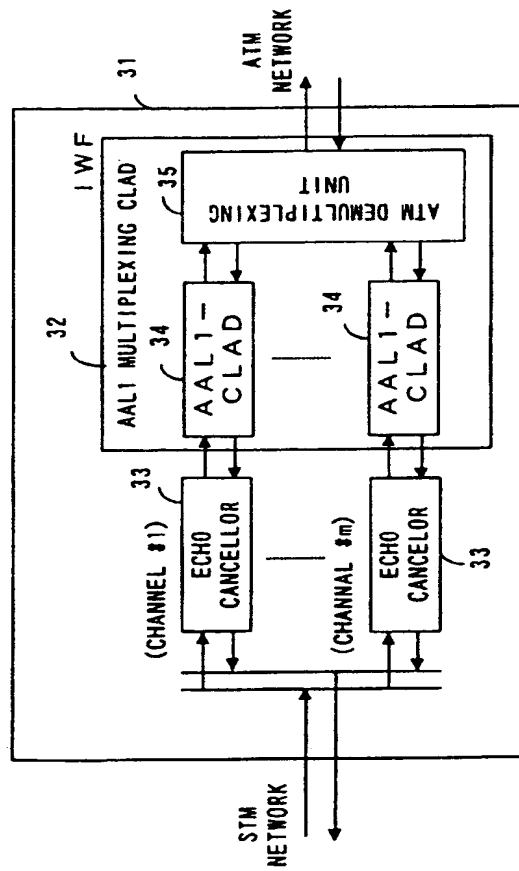 31
IWF
32
AAL1 MULTIPLEXING CLAD
ATM
NETWORK
35
ATM DEMULTIPLEXING
UNIT
34
AAL1-
CLAD
34
AAL1-
CLAD
33
(CHANNEL #1)
ECHO
CANCELLOR
(CHANNAL #m)
ECHO
CANCELOR
33
STM
NETWORK